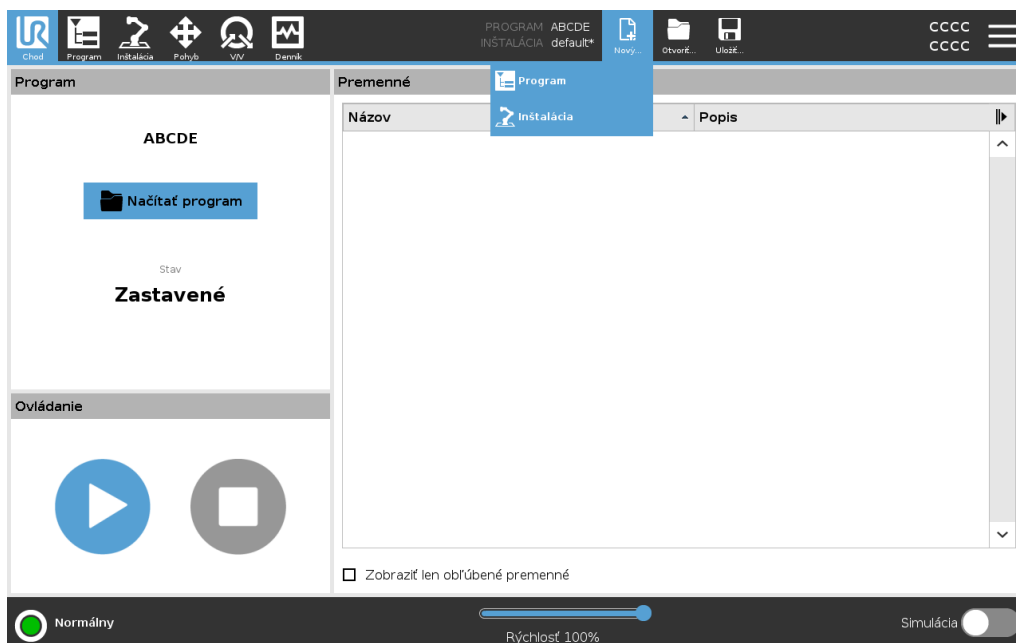 UR
Chod
Program
Inštalácia
Pohyb
V/V
Denník
PROGRAM ABCDE
INŠTALÁCIA default*
Nový...
Otvoriť...
Uložiť...
CCCC
CCCC
Program
Inštalácia
Program
ABCDE
Načítať program
Stav
Zastavené
Ovládanie
Premenné
Názov
Popis
Zobraziť len obľúbené premenné
Normálny
Rýchlosť 100%
Simulácia